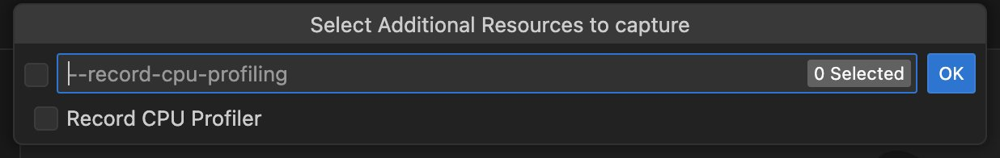 Select Additional Resources to capture
--record-cpu-profiling 0 Selected OK
Record CPU Profiler